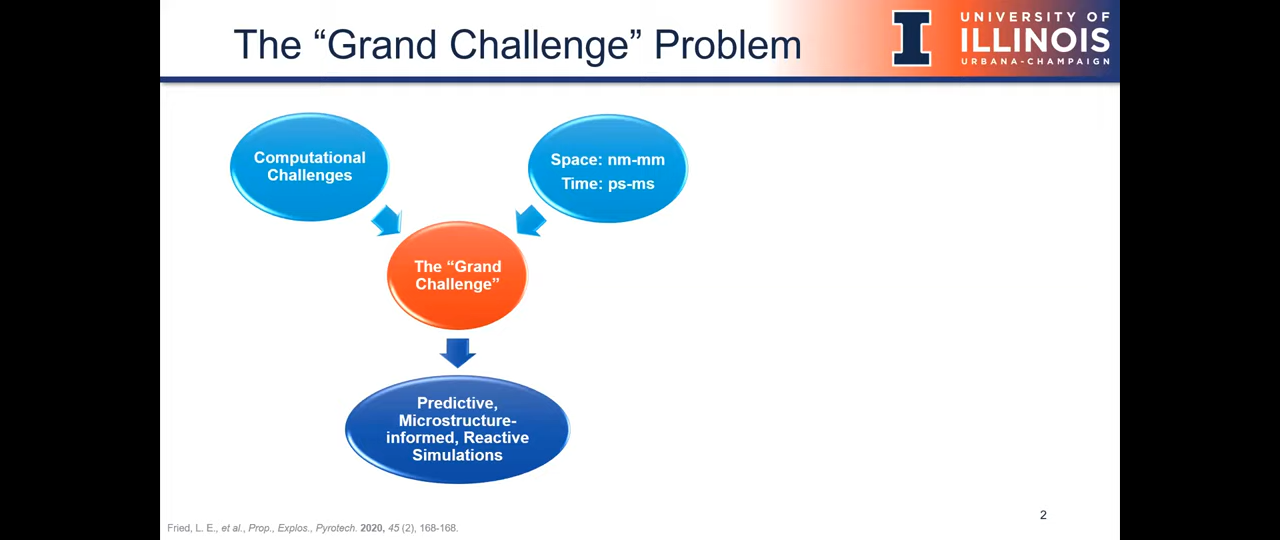 The “Grand Challenge” Problem
UNIVERSITY OF
ILLINOIS
URBANA-CHAMPAIGN
Computational
Challenges
Space: nm-mm
Time: ps-ms
The “Grand
Challenge”
Predictive,
Microstructure-
informed, Reactive
Simulations
2
Fried, L. E., et al., Prop., Explos., Pyrotech. 2020, 45 (2), 168-168.